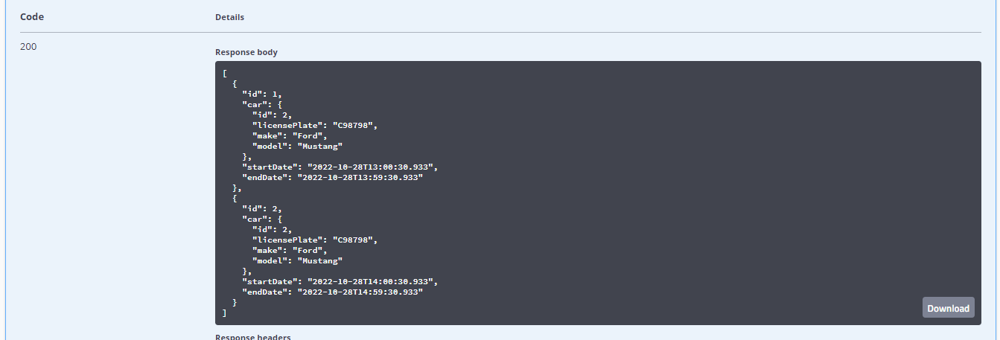 Code Details
200
Response body
[
  {
    "id": 1,
    "car": {
      "id": 2,
      "licensePlate": "C98798",
      "make": "Ford",
      "model": "Mustang"
    },
    "startDate": "2022-10-28T13:00:30.933",
    "endDate": "2022-10-28T13:59:30.933"
  },
  {
    "id": 2,
    "car": {
      "id": 2,
      "licensePlate": "C98798",
      "make": "Ford",
      "model": "Mustang"
    },
    "startDate": "2022-10-28T14:00:30.933",
    "endDate": "2022-10-28T14:59:30.933"
  }
]
Download
Response headers